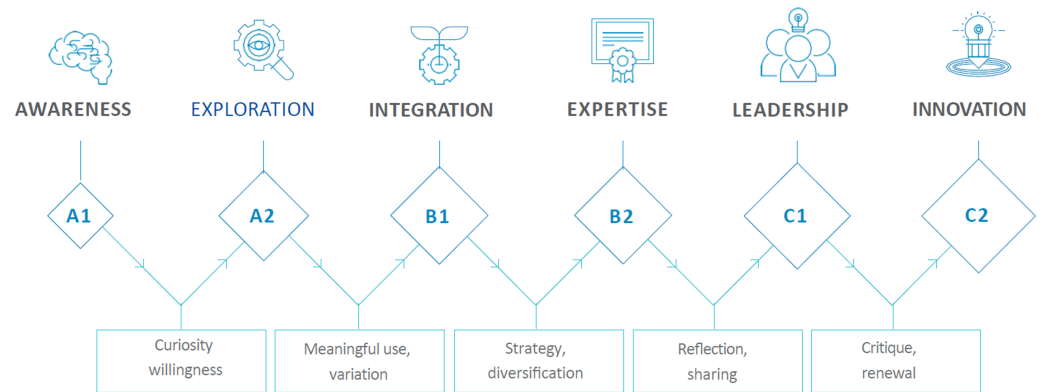 AWARENESS
EXPLORATION
INTEGRATION
EXPERTISE
LEADERSHIP
INNOVATION
A1
A2
B1
B2
C1
C2
Curiosity
willingness
Meaningful use,
variation
Strategy,
diversification
Reflection,
sharing
Critique,
renewal